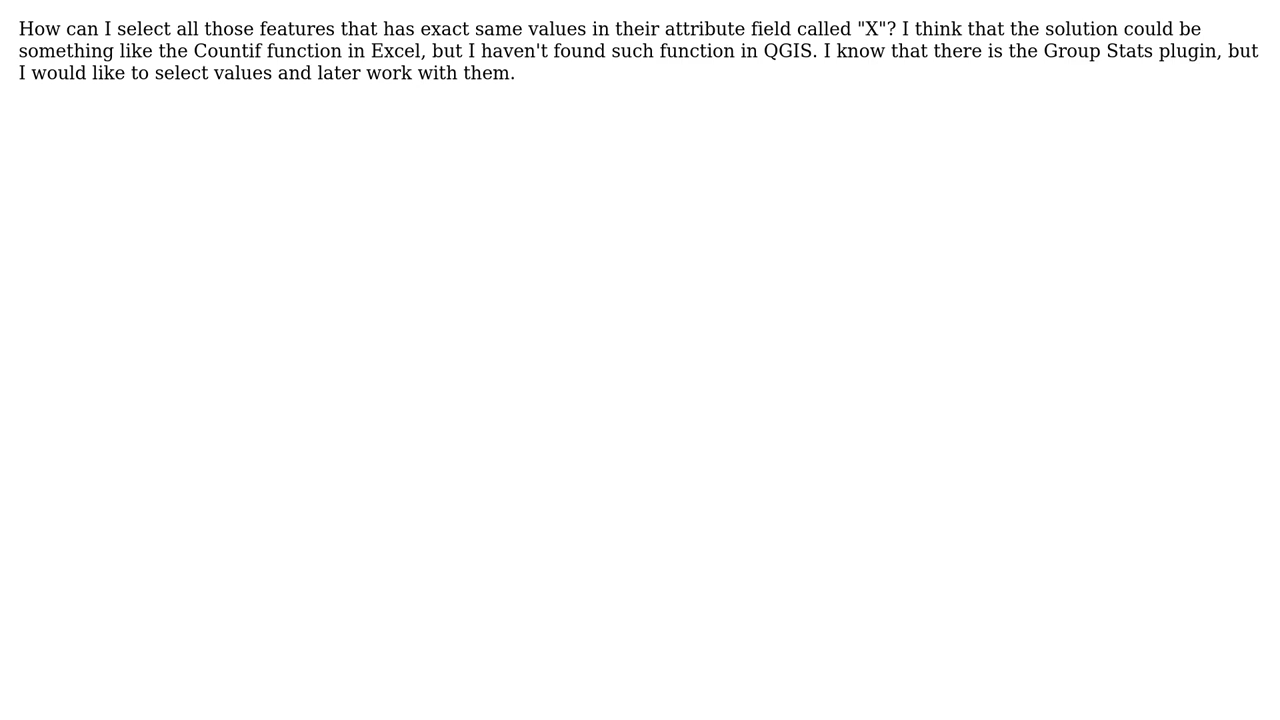 How can I select all those features that has exact same values in their attribute field called "X"? I think that the solution could be
something like the Countif function in Excel, but I haven't found such function in QGIS. I know that there is the Group Stats plugin, but
I would like to select values and later work with them.